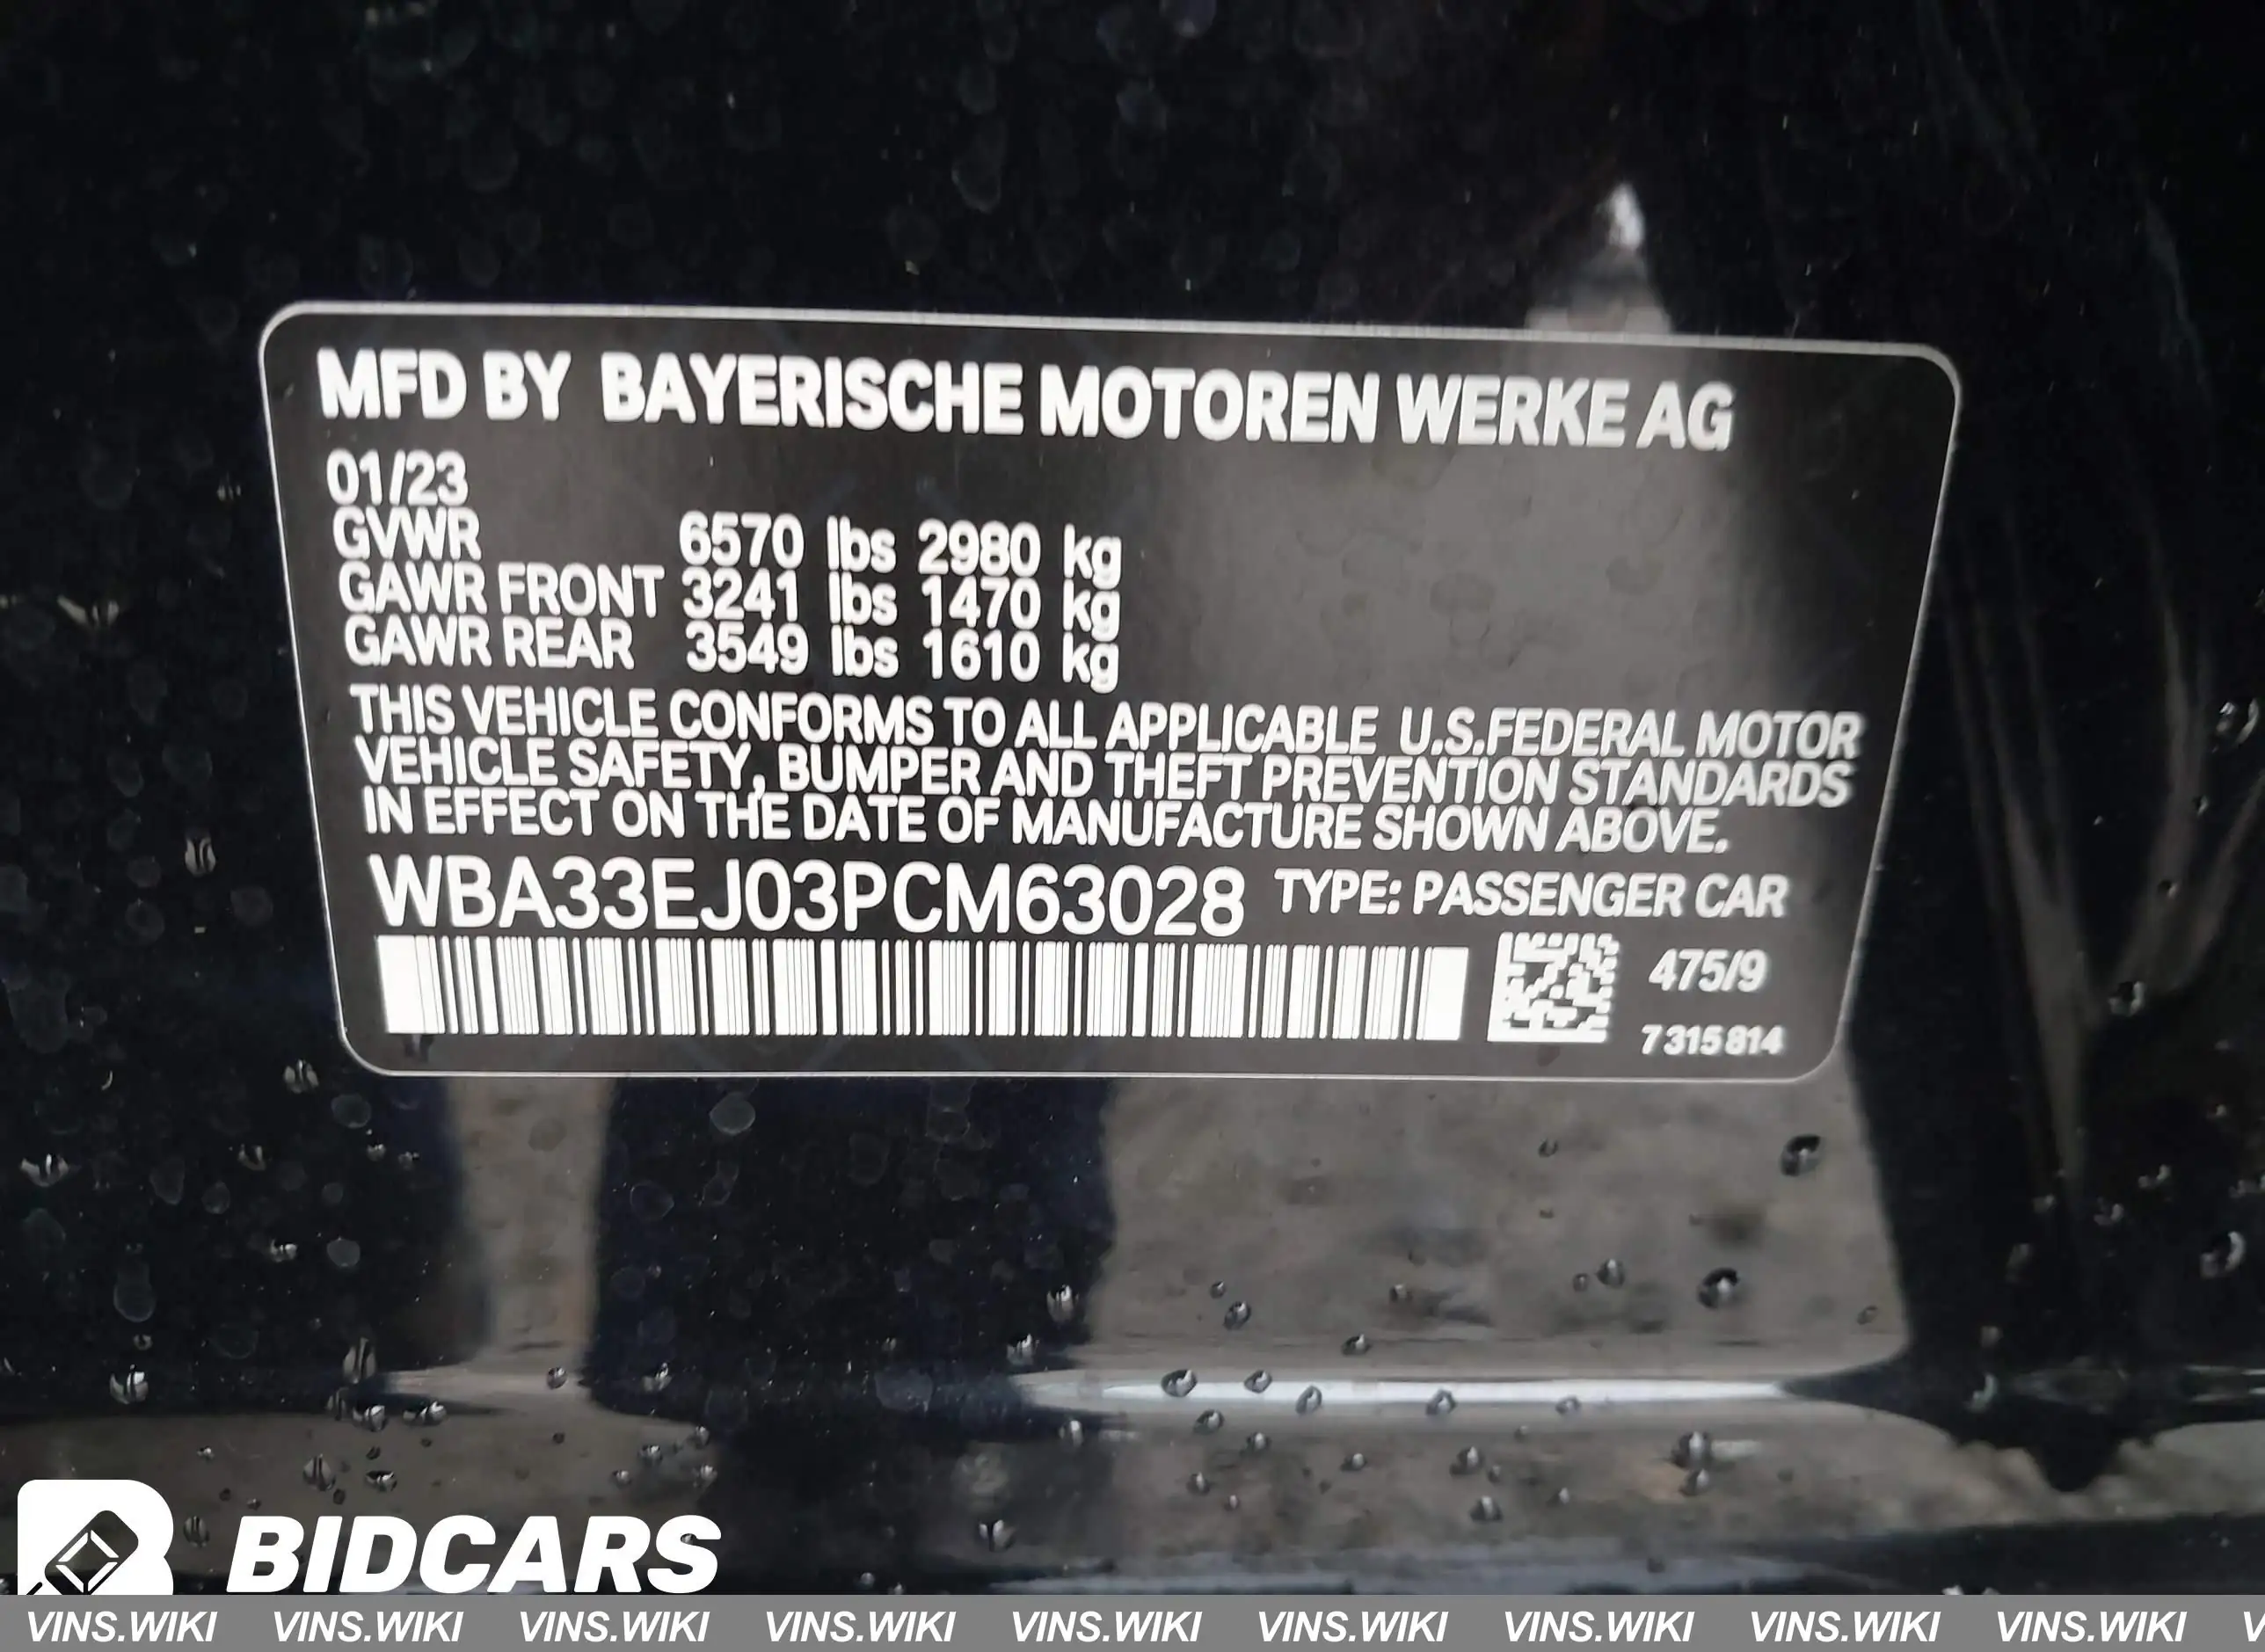 MFD BY BAYERISCHE MOTOREN WERKE AG
01/23
GVWR 6570 lbs 2980 kg
GAWR FRONT 3241 lbs 1470 kg
GAWR REAR 3549 lbs 1610 kg
THIS VEHICLE CONFORMS TO ALL APPLICABLE U.S.FEDERAL MOTOR
VEHICLE SAFETY, BUMPER AND THEFT PREVENTION STANDARDS
IN EFFECT ON THE DATE OF MANUFACTURE SHOWN ABOVE.
WBA33EJ03PCM63028 TYPE: PASSENGER CAR
475/9
7 315 814
BIDCARS
VINS.WIKI VINS.WIKI VINS.WIKI VINS.WIKI VINS.WIKI VINS.WIKI VINS.WIKI VINS.WIKI VINS.WIKI V